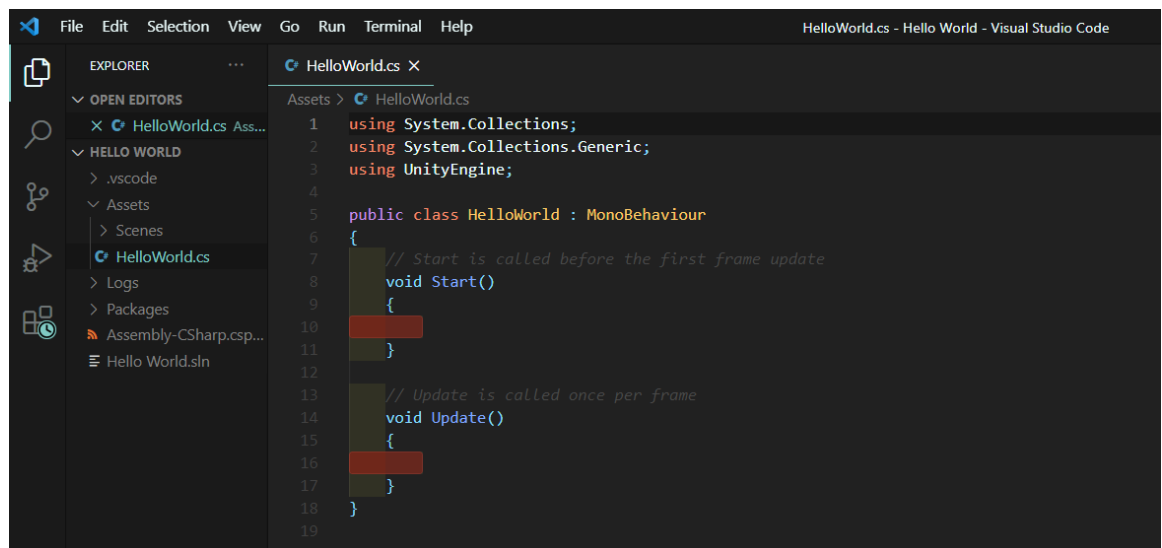 File Edit Selection View Go Run Terminal Help HelloWorld.cs - Hello World - Visual Studio Code
EXPLORER ···
OPEN EDITORS
HelloWorld.cs Ass...
HELLO WORLD
.vscode
Assets
Scenes
HelloWorld.cs
Logs
Packages
Assembly-CSharp.csp...
Hello World.sln
HelloWorld.cs
Assets > HelloWorld.cs
1 using System.Collections;
2 using System.Collections.Generic;
3 using UnityEngine;
4
5 public class HelloWorld : MonoBehaviour
6 {
7 // Start is called before the first frame update
8 void Start()
9 {
10
11 }
12
13 // Update is called once per frame
14 void Update()
15 {
16
17 }
18 }
19